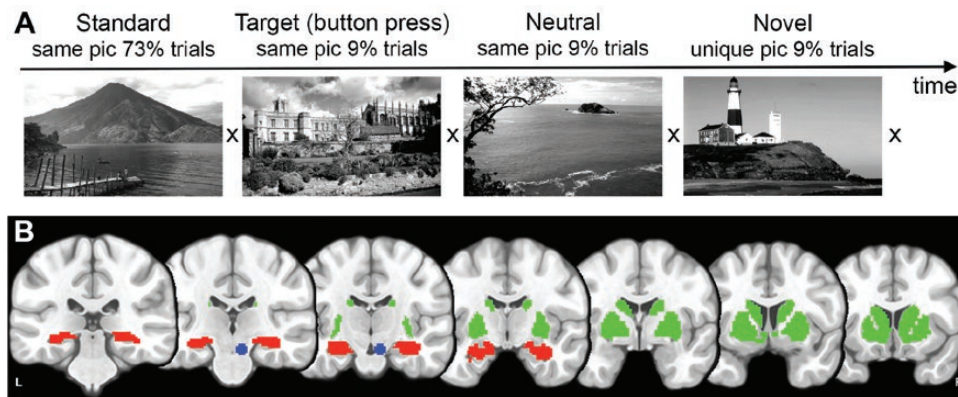 A
Standard
same pic 73% trials
Target (button press)
same pic 9% trials
Neutral
same pic 9% trials
Novel
unique pic 9% trials
time
x
x
x
x
B
L